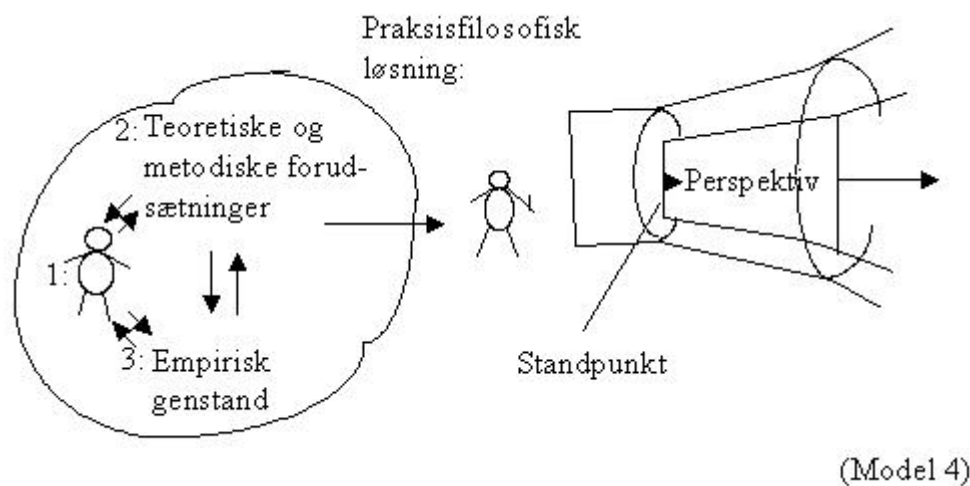 Praksisfilosofisk
løsning:
2: Teoretiske og
metodiske forud-
sætninger
1:
3: Empirisk
genstand
Perspektiv
Standpunkt
(Model 4)